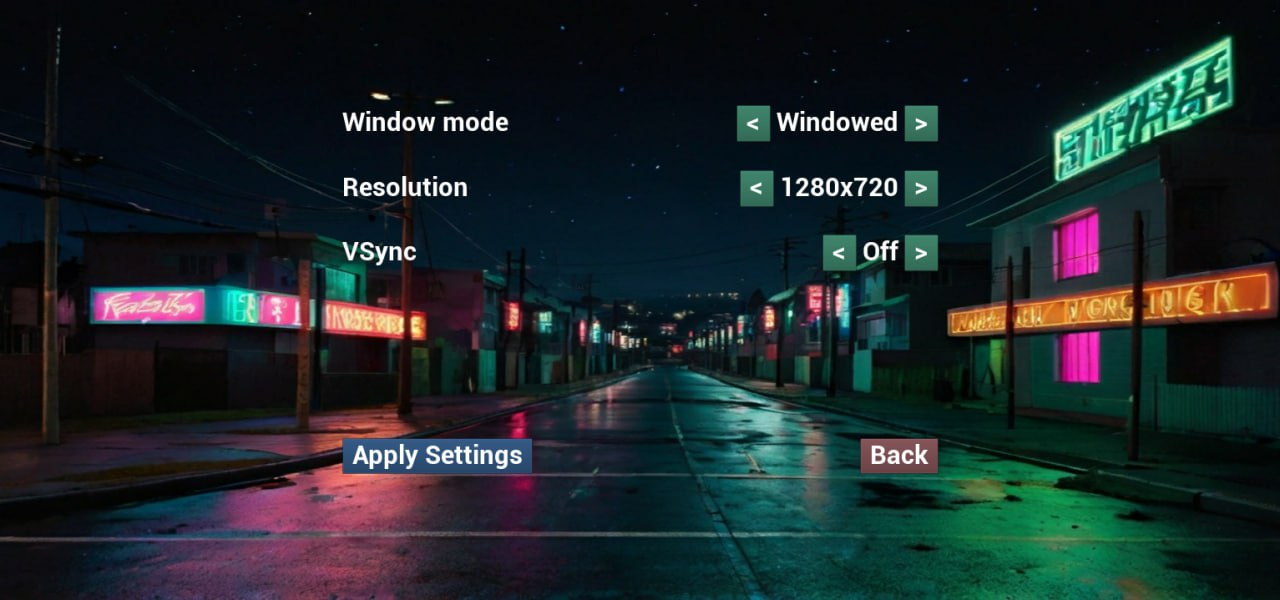 Window mode < Windowed >
Resolution < 1280x720 >
VSync < Off >
Apply Settings Back